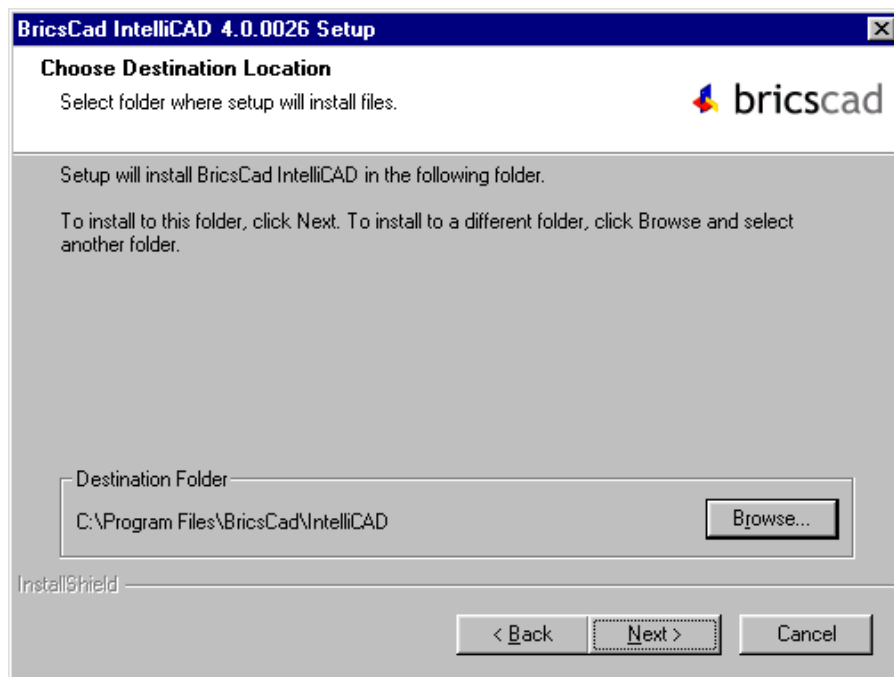 BricsCad IntelliCAD 4.0.0026 Setup
Choose Destination Location
Select folder where setup will install files.
bricscad
Setup will install BricsCad IntelliCAD in the following folder.
To install to this folder, click Next. To install to a different folder, click Browse and select
another folder.
Destination Folder
C:\Program Files\BricsCad\IntelliCAD
Browse...
InstallShield
< Back
Next >
Cancel